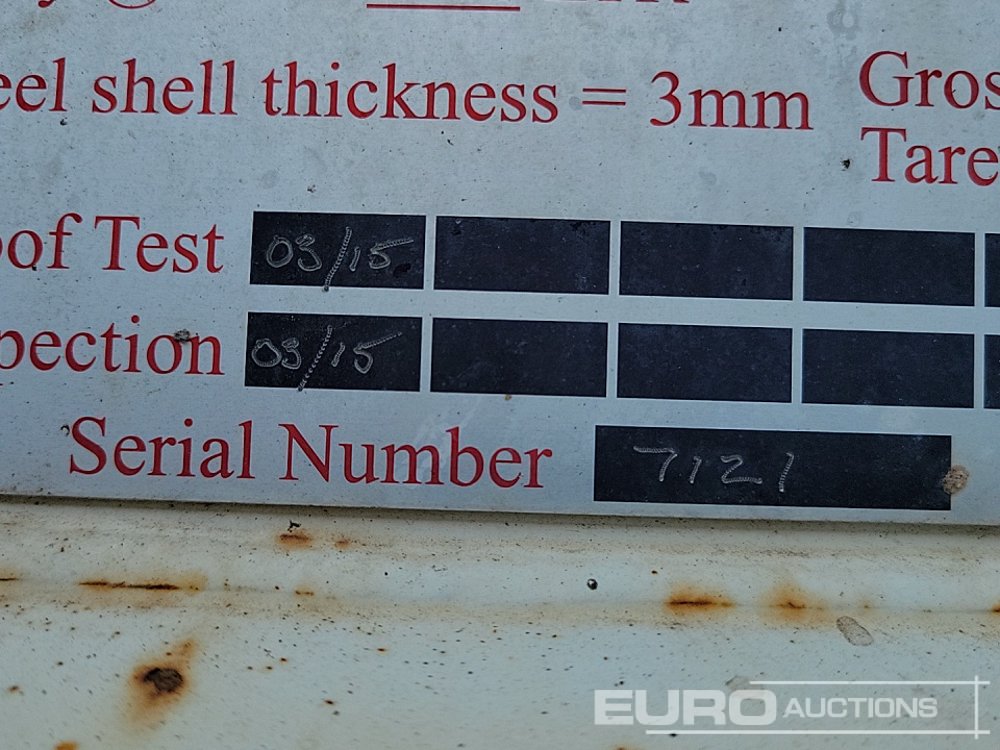 eel shell thickness = 3mm
Gros
Tare
oof Test 03/15
pection 03/15
Serial Number 7121
EURO AUCTIONS